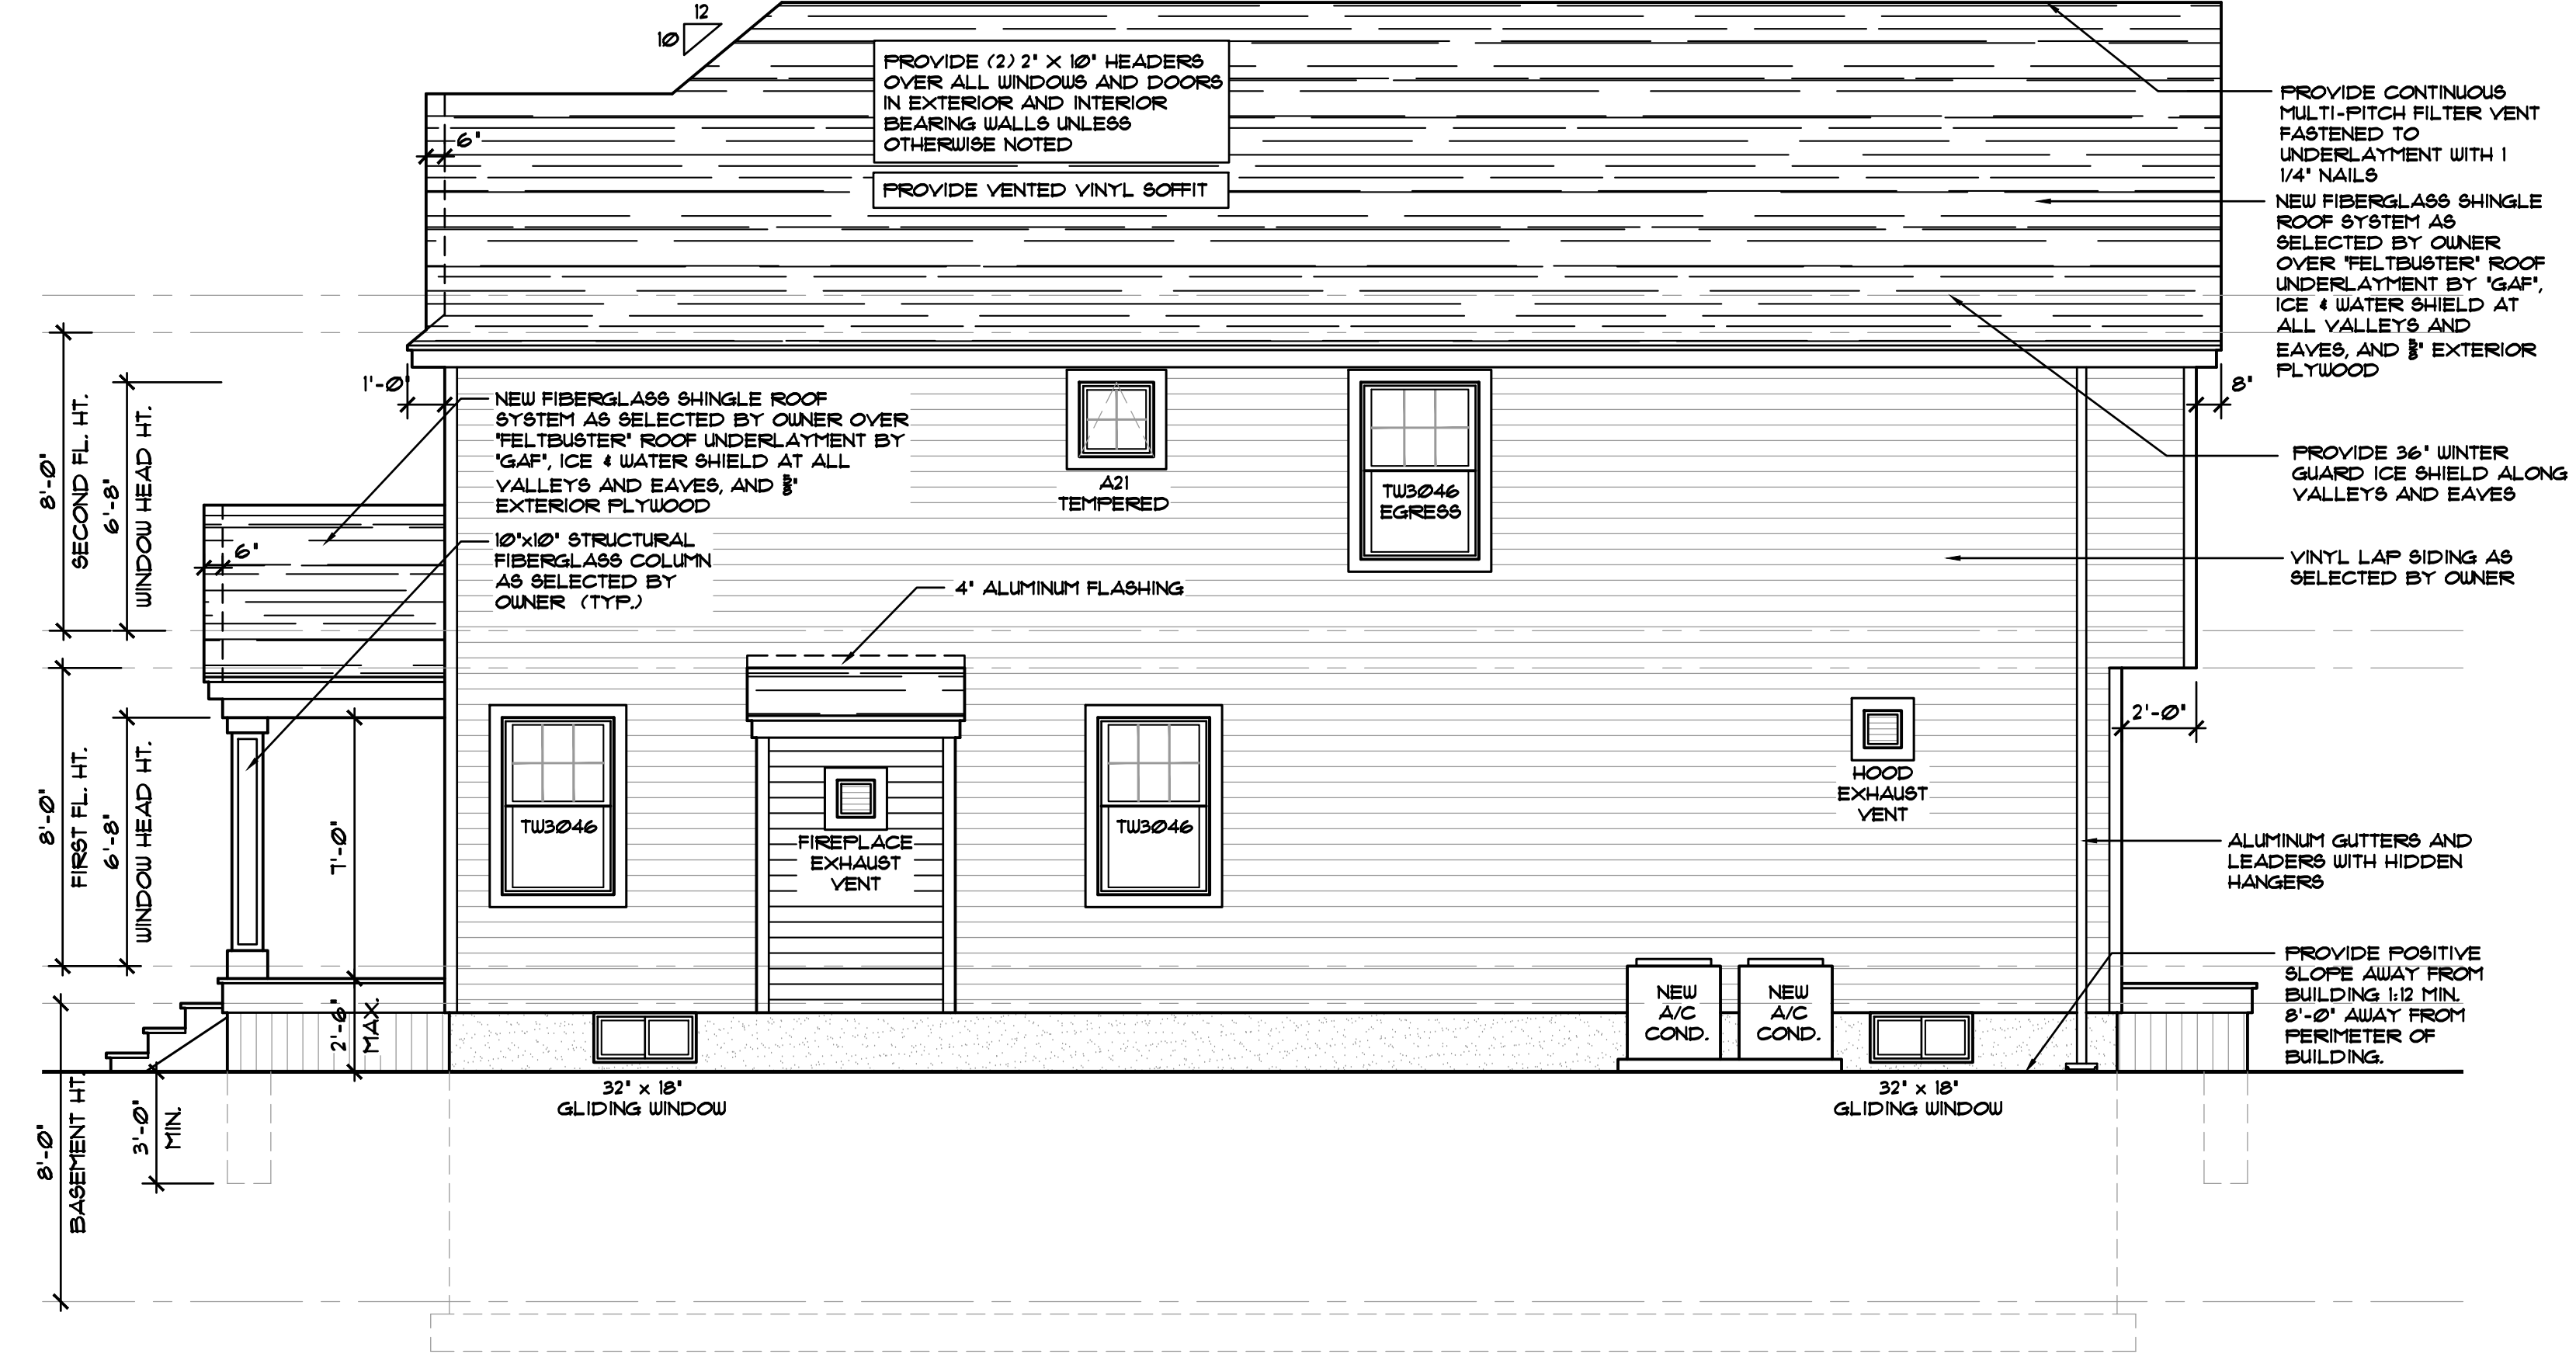 12
10
PROVIDE (2) 2" X 10" HEADERS
OVER ALL WINDOWS AND DOORS
IN EXTERIOR AND INTERIOR
BEARING WALLS UNLESS
OTHERWISE NOTED
PROVIDE VENTED VINYL SOFFIT
6"
PROVIDE CONTINUOUS
MULTI-PITCH FILTER VENT
FASTENED TO
UNDERLAYMENT WITH 1
1/4" NAILS
NEW FIBERGLASS SHINGLE
ROOF SYSTEM AS
SELECTED BY OWNER
OVER "FELTBUSTER" ROOF
UNDERLAYMENT BY "GAF",
ICE & WATER SHIELD AT
ALL VALLEYS AND
EAVES, AND 5/8" EXTERIOR
PLYWOOD
8"
PROVIDE 36" WINTER
GUARD ICE SHIELD ALONG
VALLEYS AND EAVES
VINYL LAP SIDING AS
SELECTED BY OWNER
2'-0"
ALUMINUM GUTTERS AND
LEADERS WITH HIDDEN
HANGERS
PROVIDE POSITIVE
SLOPE AWAY FROM
BUILDING 1:12 MIN.
8'-0" AWAY FROM
PERIMETER OF
BUILDING.
1'-0"
NEW FIBERGLASS SHINGLE ROOF
SYSTEM AS SELECTED BY OWNER OVER
"FELTBUSTER" ROOF UNDERLAYMENT BY
"GAF", ICE & WATER SHIELD AT ALL
VALLEYS AND EAVES, AND 5/8"
EXTERIOR PLYWOOD
10"x10" STRUCTURAL
FIBERGLASS COLUMN
AS SELECTED BY
OWNER (TYP.)
4" ALUMINUM FLASHING
A21
TEMPERED
TW3046
EGRESS
8'-0"
SECOND FL. HT.
6'-8"
WINDOW HEAD HT.
6"
8'-0"
FIRST FL. HT.
6'-8"
WINDOW HEAD HT.
7'-0"
TW3046
FIREPLACE
EXHAUST
VENT
TW3046
HOOD
EXHAUST
VENT
NEW
A/C
COND.
NEW
A/C
COND.
2'-6"
MAX.
8'-0"
BASEMENT HT.
3'-0"
MIN.
32" x 18"
GLIDING WINDOW
32" x 18"
GLIDING WINDOW